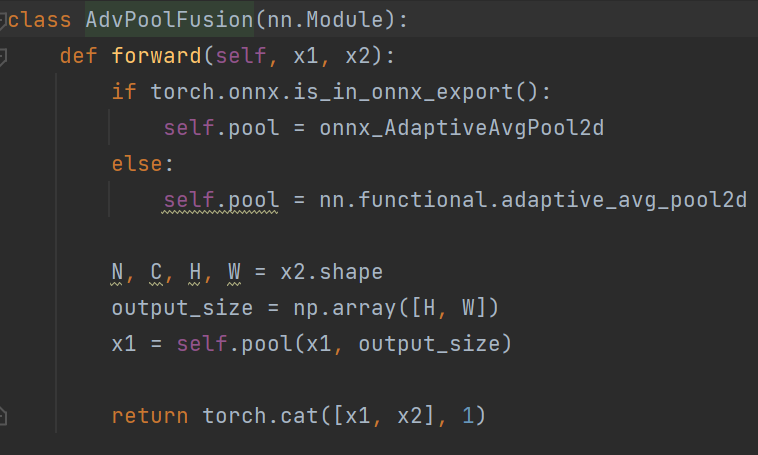 class AdvPoolFusion(nn.Module):
    def forward(self, x1, x2):
        if torch.onnx.is_in_onnx_export():
            self.pool = onnx_AdaptiveAvgPool2d
        else:
            self.pool = nn.functional.adaptive_avg_pool2d
        N, C, H, W = x2.shape
        output_size = np.array([H, W])
        x1 = self.pool(x1, output_size)
        return torch.cat([x1, x2], 1)